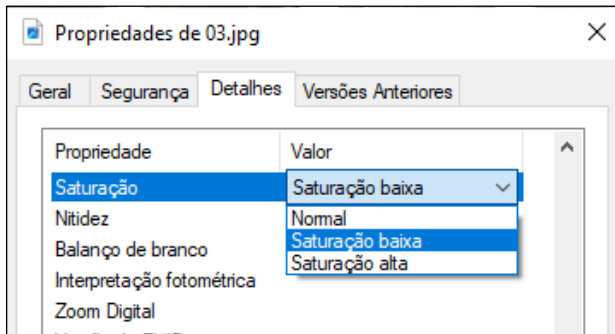 Propriedades de 03.jpg
Geral Segurança Detalhes Versões Anteriores
Propriedade Valor
Saturação Saturação baixa
Nitidez Normal
Saturação baixa
Balanço de branco
Saturação alta
Interpretação fotométrica
Zoom Digital